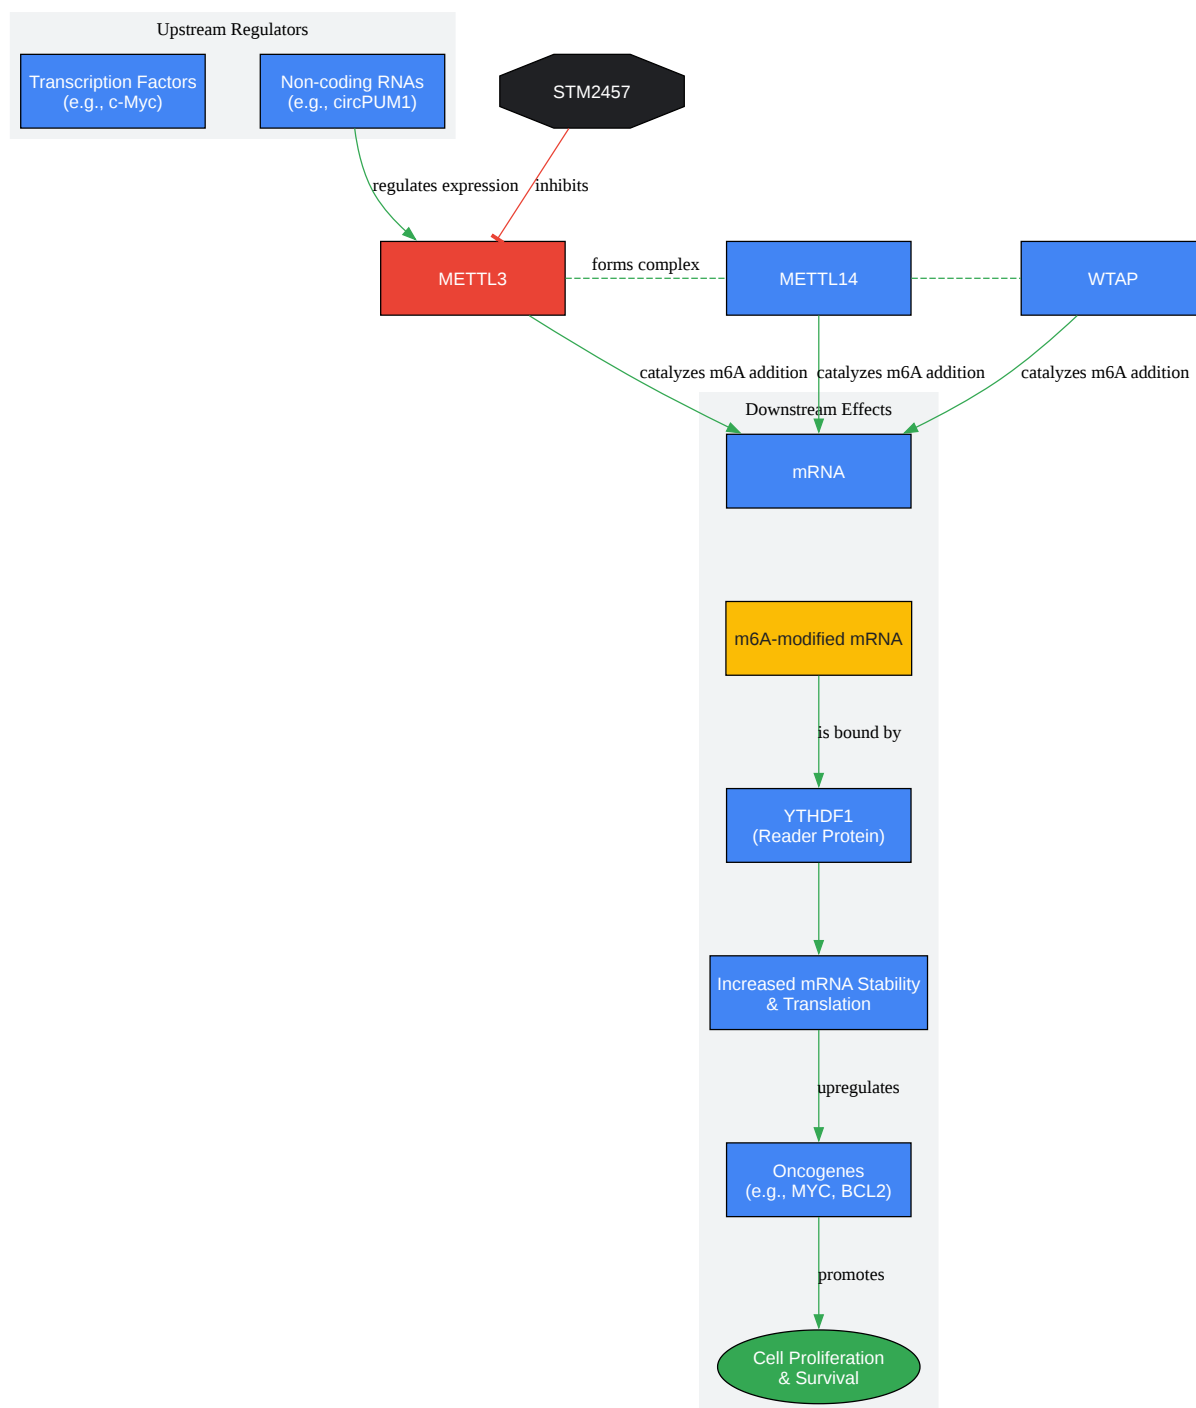 Upstream Regulators
Transcription Factors
(e.g., c-Myc)
Non-coding RNAs
(e.g., circPUM1)
STM2457
regulates expression
inhibits
METTL3
forms complex
METTL14
WTAP
catalyzes m6A addition
catalyzes m6A addition
catalyzes m6A addition
Downstream Effects
mRNA
m6A-modified mRNA
is bound by
YTHDF1
(Reader Protein)
Increased mRNA Stability
& Translation
upregulates
Oncogenes
(e.g., MYC, BCL2)
promotes
Cell Proliferation
& Survival